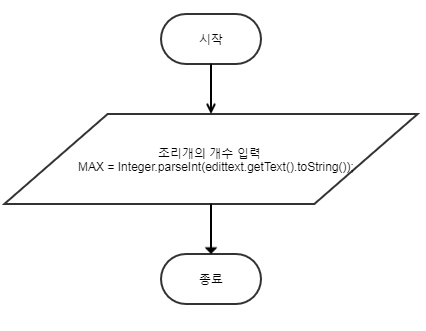 시작
조리개의 개수 입력
MAX = Integer.parseInt(edittext.getText().toString());
종료